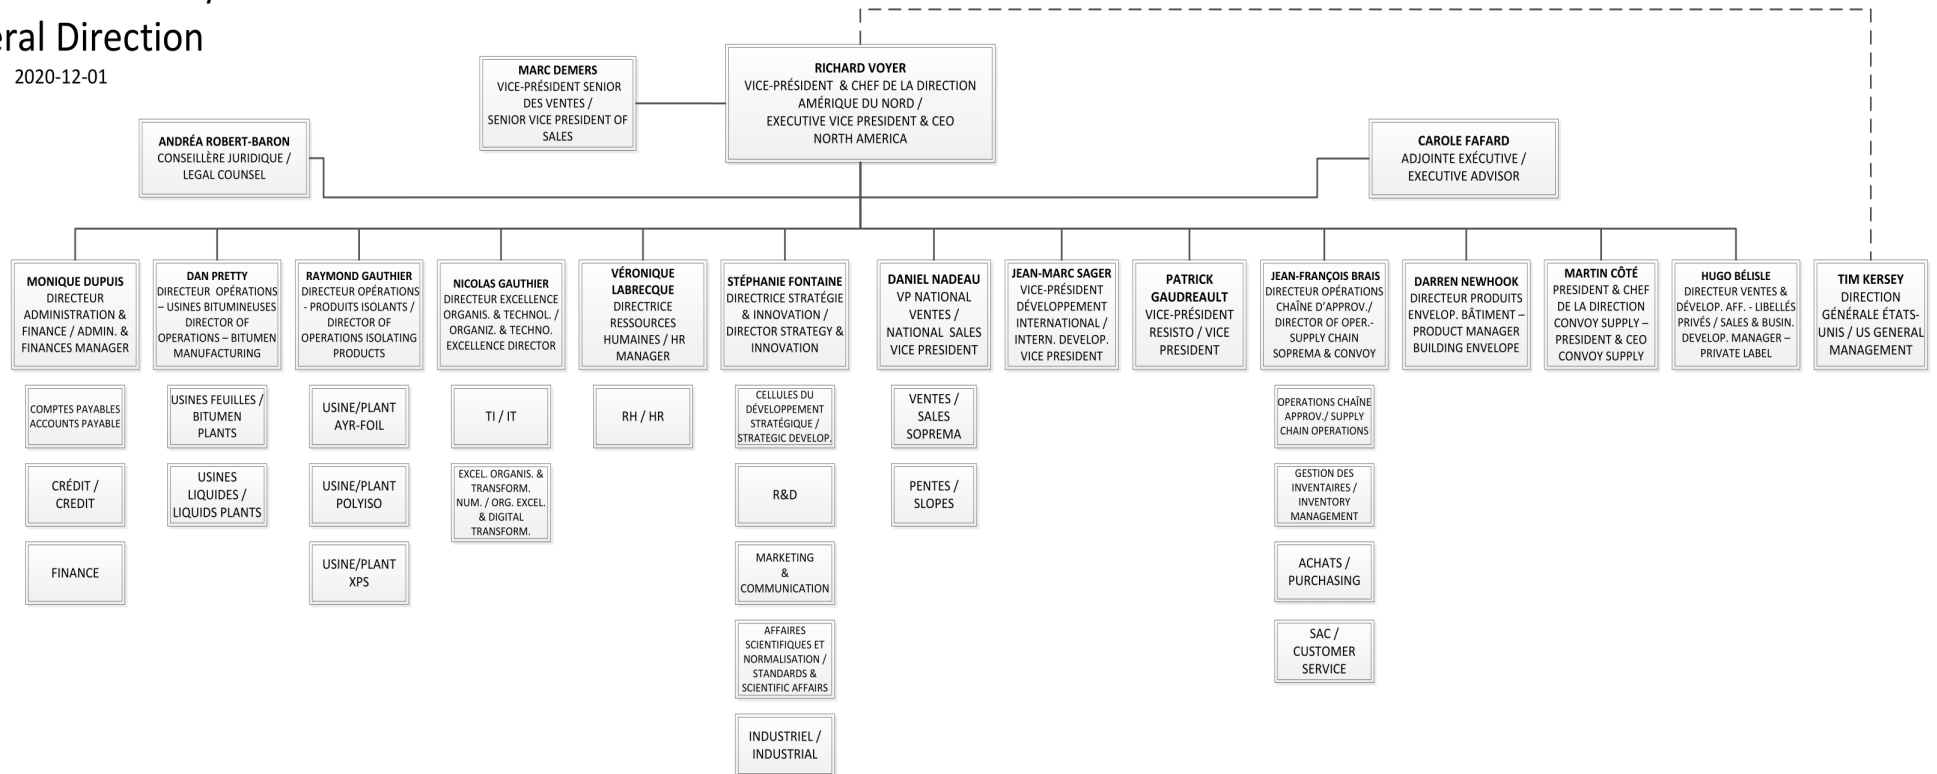 eral Direction
2020-12-01
MARC DEMERS
VICE-PRÉSIDENT SENIOR
DES VENTES /
SENIOR VICE PRESIDENT OF
SALES
RICHARD VOYER
VICE-PRÉSIDENT & CHEF DE LA DIRECTION
AMÉRIQUE DU NORD /
EXECUTIVE VICE PRESIDENT & CEO
NORTH AMERICA
ANDRÉA ROBERT-BARON
CONSEILLÈRE JURIDIQUE /
LEGAL COUNSEL
CAROLE FAFARD
ADJOINTE EXÉCUTIVE /
EXECUTIVE ADVISOR
MONIQUE DUPUIS
DIRECTEUR
ADMINISTRATION &
FINANCE / ADMIN. &
FINANCES MANAGER
DAN PRETTY
DIRECTEUR OPÉRATIONS
– USINES BITUMINEUSES
DIRECTOR OF
OPERATIONS – BITUMEN
MANUFACTURING
RAYMOND GAUTHIER
DIRECTEUR OPÉRATIONS
- PRODUITS ISOLANTS /
DIRECTOR OF
OPERATIONS ISOLATING
PRODUCTS
NICOLAS GAUTHIER
DIRECTEUR EXCELLENCE
ORGANIS. & TECHNOL. /
ORGANIZ. & TECHNO.
EXCELLENCE DIRECTOR
VÉRONIQUE
LABRECQUE
DIRECTRICE
RESSOURCES
HUMAINES / HR
MANAGER
STÉPHANIE FONTAINE
DIRECTRICE STRATÉGIE
& INNOVATION /
DIRECTOR STRATEGY &
INNOVATION
DANIEL NADEAU
VP NATIONAL
VENTES /
NATIONAL SALES
VICE PRESIDENT
JEAN-MARC SAGER
VICE-PRÉSIDENT
DÉVELOPPEMENT
INTERNATIONAL /
INTERN. DEVELOP.
VICE PRESIDENT
PATRICK
GAUDREAULT
VICE-PRÉSIDENT
RESISTO / VICE
PRESIDENT
JEAN-FRANÇOIS BRAIS
DIRECTEUR OPÉRATIONS
CHAÎNE D'APPROV./
DIRECTOR OF OPER.-
SUPPLY CHAIN
SOPREMA & CONVOY
DARREN NEWHOOK
DIRECTEUR PRODUITS
ENVELOP. BÂTIMENT –
PRODUCT MANAGER
BUILDING ENVELOPE
MARTIN CÔTÉ
PRESIDENT & CHEF
DE LA DIRECTION
CONVOY SUPPLY –
PRESIDENT & CEO
CONVOY SUPPLY
HUGO BÉLISLE
DIRECTEUR VENTES &
DÉVELOP. AFF. - LIBELLÉS
PRIVÉS / SALES & BUSIN.
DEVELOP. MANAGER –
PRIVATE LABEL
TIM KERSEY
DIRECTION
GÉNÉRALE ÉTATS-
UNIS / US GENERAL
MANAGEMENT
COMPTES PAYABLES
ACCOUNTS PAYABLE
USINES FEUILLES /
BITUMEN
PLANTS
USINE/PLANT
AYR-FOIL
TI / IT
RH / HR
CELLULES DU
DÉVELOPPEMENT
STRATÉGIQUE /
STRATEGIC DEVELOP.
VENTES /
SALES
SOPREMA
OPERATIONS CHAÎNE
APPROV./ SUPPLY
CHAIN OPERATIONS
CRÉDIT /
CREDIT
USINES
LIQUIDES /
LIQUIDS PLANTS
USINE/PLANT
POLYISO
EXCEL. ORGANIS. &
TRANSFORM.
NUM. / ORG. EXCEL.
& DIGITAL
TRANSFORM.
R&D
PENTES /
SLOPES
GESTION DES
INVENTAIRES /
INVENTORY
MANAGEMENT
FINANCE
USINE/PLANT
XPS
MARKETING
&
COMMUNICATION
ACHATS /
PURCHASING
AFFAIRES
SCIENTIFIQUES ET
NORMALISATION /
STANDARDS &
SCIENTIFIC AFFAIRS
SAC /
CUSTOMER
SERVICE
INDUSTRIEL /
INDUSTRIAL